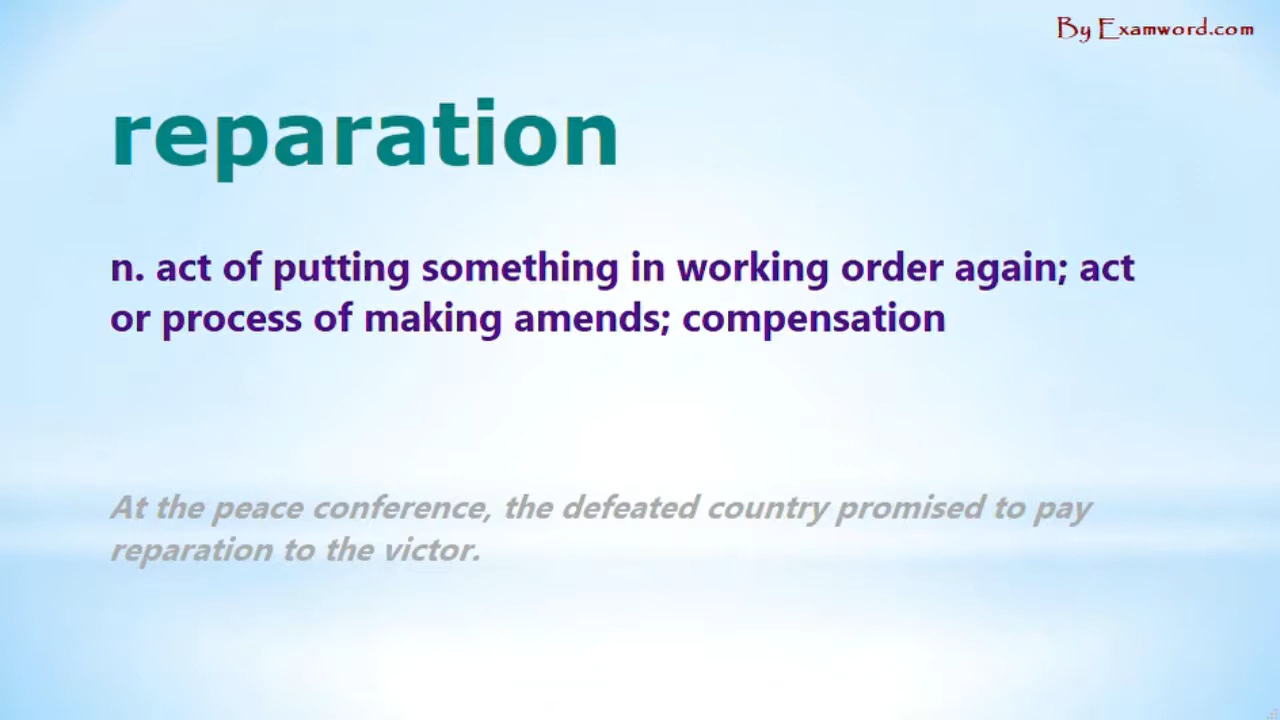 By Examword.com
reparation
n. act of putting something in working order again; act
or process of making amends; compensation
At the peace conference, the defeated country promised to pay
reparation to the victor.